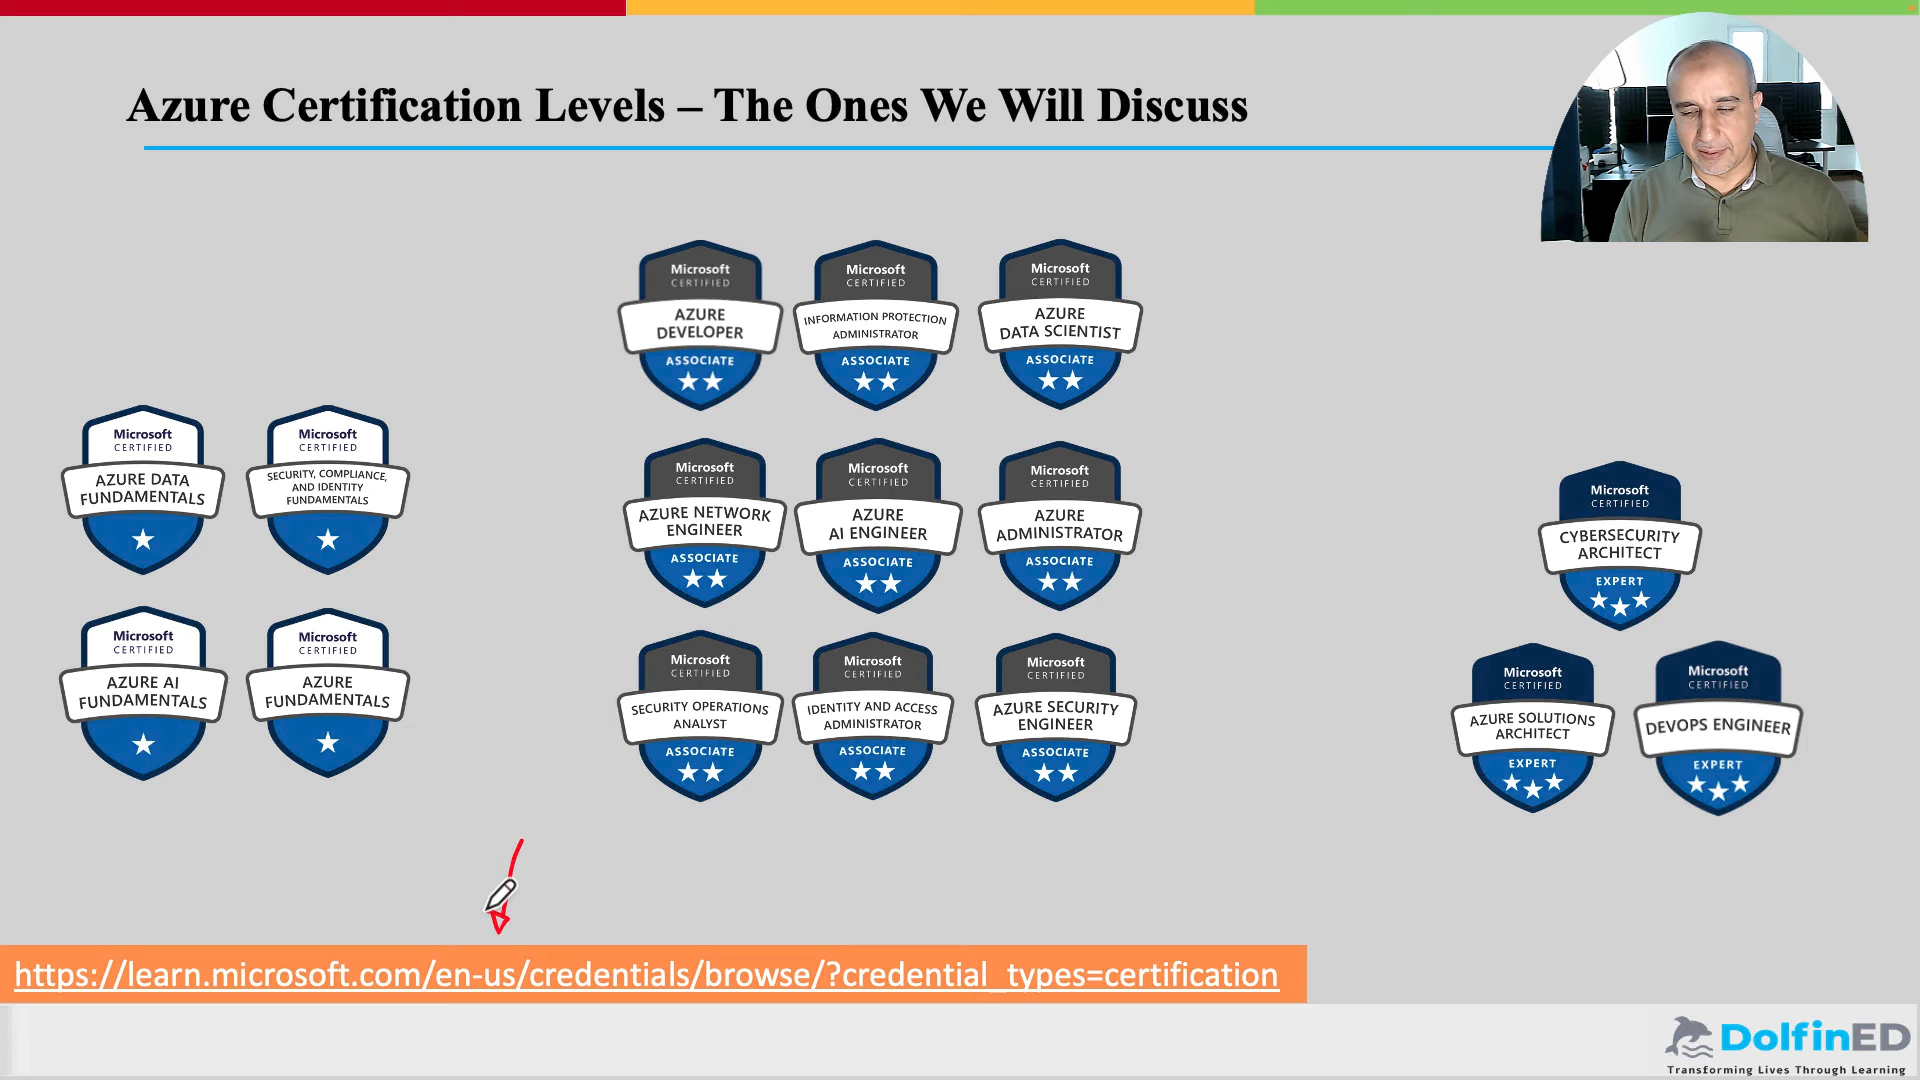 Azure Certification Levels – The Ones We Will Discuss
Microsoft
CERTIFIED
AZURE
DEVELOPER
ASSOCIATE
Microsoft
CERTIFIED
INFORMATION PROTECTION
ADMINISTRATOR
ASSOCIATE
Microsoft
CERTIFIED
AZURE
DATA SCIENTIST
ASSOCIATE
Microsoft
CERTIFIED
AZURE DATA
FUNDAMENTALS
Microsoft
CERTIFIED
SECURITY, COMPLIANCE,
AND IDENTITY
FUNDAMENTALS
Microsoft
CERTIFIED
AZURE NETWORK
ENGINEER
ASSOCIATE
Microsoft
CERTIFIED
AZURE
AI ENGINEER
ASSOCIATE
Microsoft
CERTIFIED
AZURE
ADMINISTRATOR
ASSOCIATE
Microsoft
CERTIFIED
CYBERSECURITY
ARCHITECT
EXPERT
Microsoft
CERTIFIED
AZURE AI
FUNDAMENTALS
Microsoft
CERTIFIED
AZURE
FUNDAMENTALS
Microsoft
CERTIFIED
SECURITY OPERATIONS
ANALYST
ASSOCIATE
Microsoft
CERTIFIED
IDENTITY AND ACCESS
ADMINISTRATOR
ASSOCIATE
Microsoft
CERTIFIED
AZURE SECURITY
ENGINEER
ASSOCIATE
Microsoft
CERTIFIED
AZURE SOLUTIONS
ARCHITECT
EXPERT
Microsoft
CERTIFIED
DEVOPS ENGINEER
EXPERT
https://learn.microsoft.com/en-us/credentials/browse/?credential_types=certification
DolfinED
Transforming Lives Through Learning